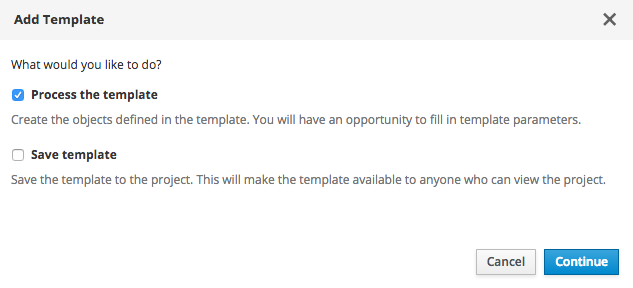 Add Template
What would you like to do?
Process the template
Create the objects defined in the template. You will have an opportunity to fill in template parameters.
Save template
Save the template to the project. This will make the template available to anyone who can view the project.
Cancel
Continue